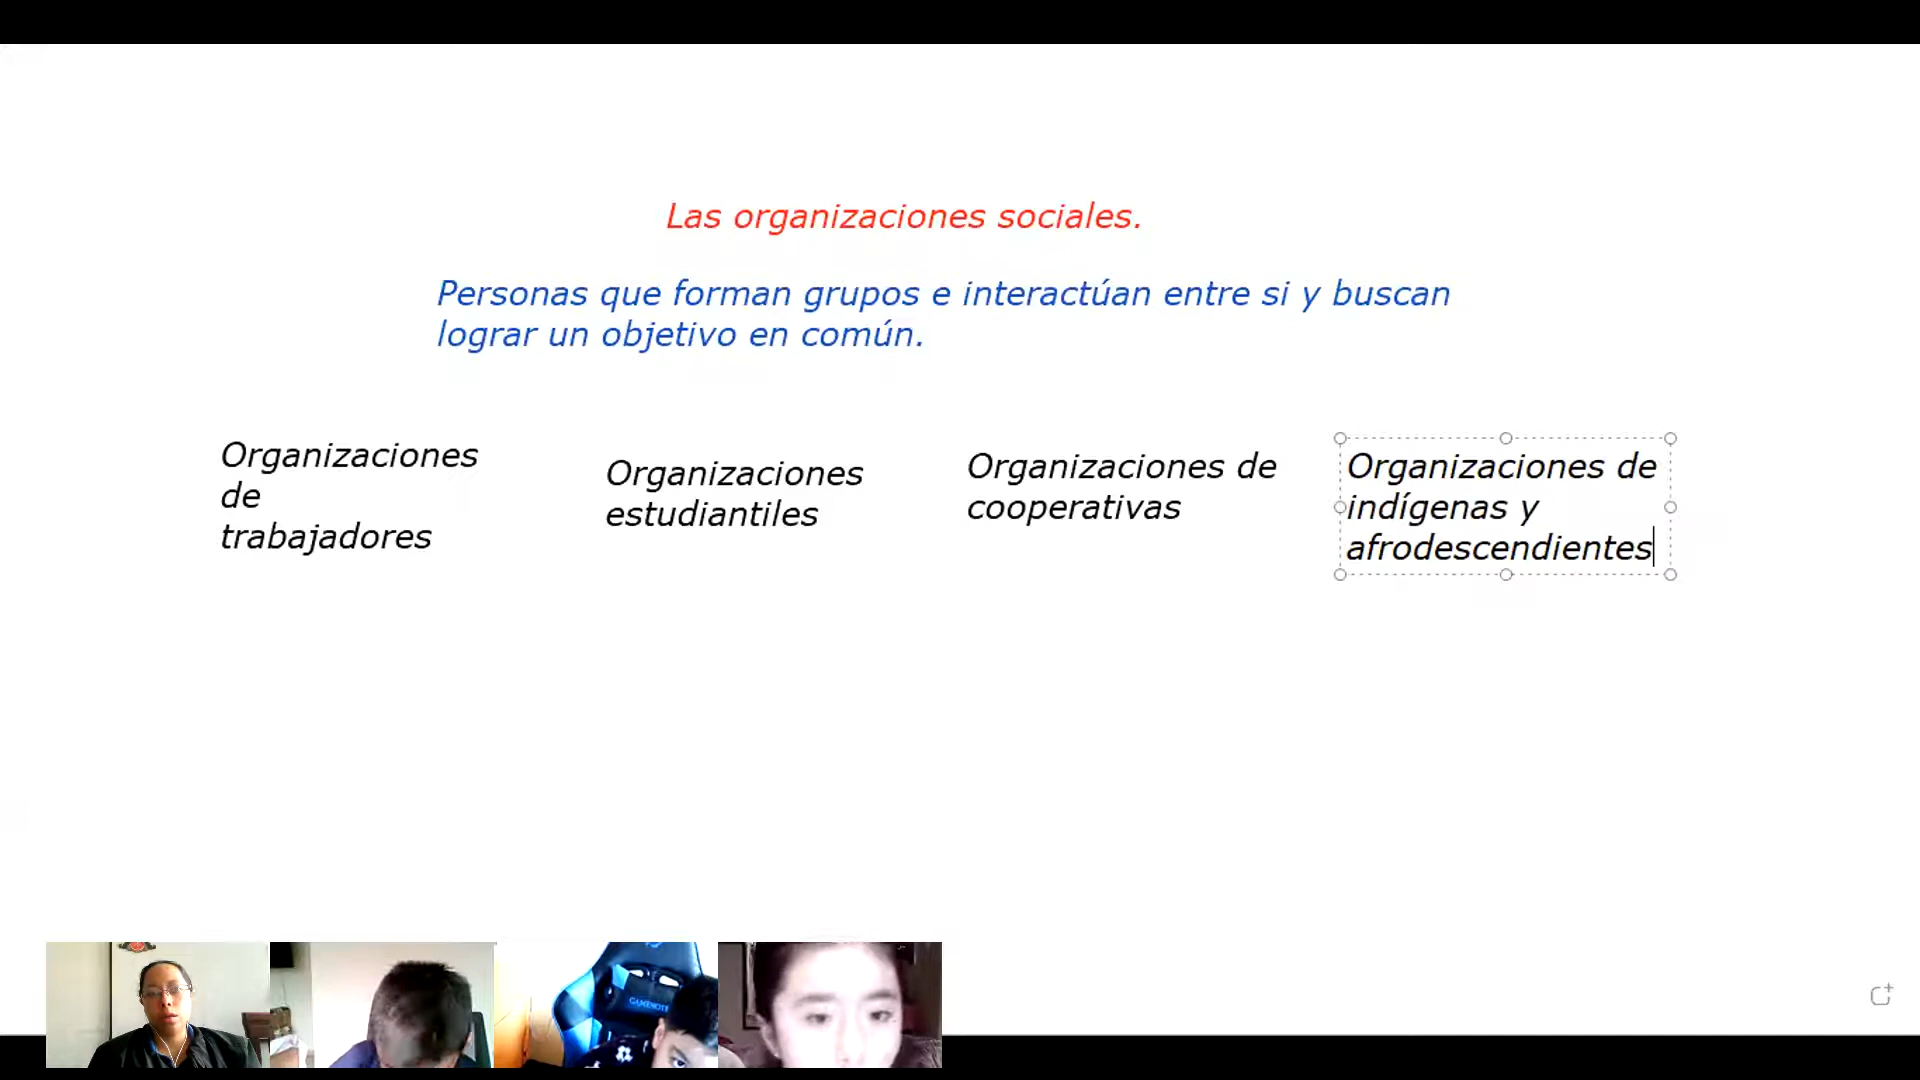 Las organizaciones sociales.
Personas que forman grupos e interactúan entre si y buscan
lograr un objetivo en común.
Organizaciones
de
trabajadores
Organizaciones
estudiantiles
Organizaciones de
cooperativas
Organizaciones de
indígenas y
afrodescendientes